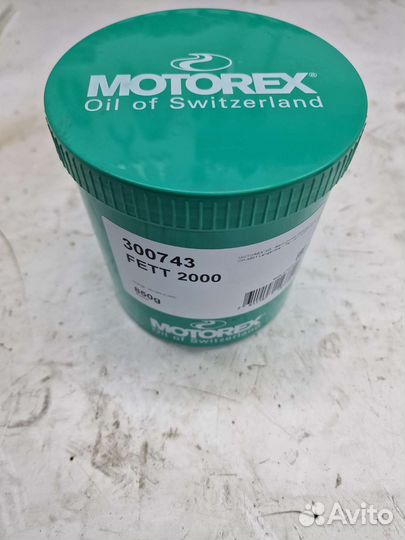 MOTOREX®
Oil of Switzerland
300743
FETT 2000
850g
MOTOREX
Oil of Switzerland
Avito